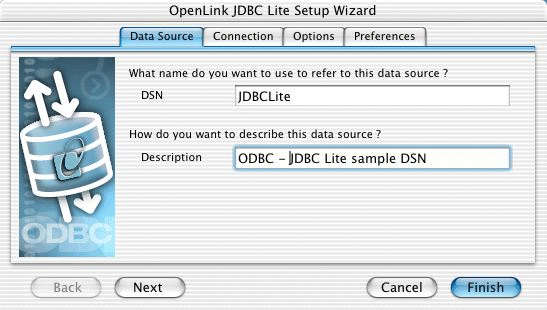 OpenLink JDBC Lite Setup Wizard
Data Source Connection Options Preferences
What name do you want to use to refer to this data source ?
DSN JDBCLite
How do you want to describe this data source ?
Description ODBC - JDBC Lite sample DSN
ODBC
Back Next Cancel Finish